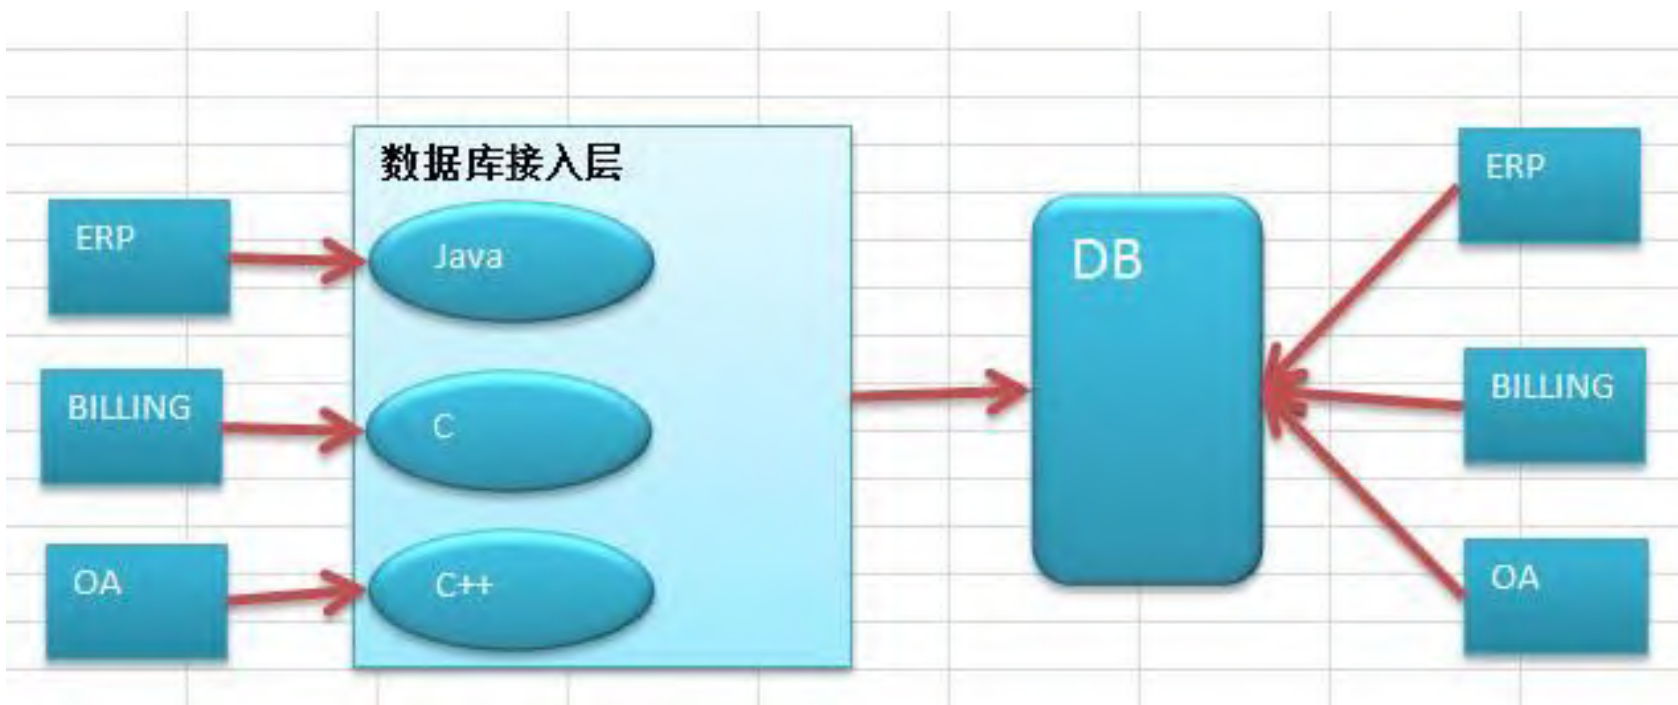 数据库接入层
ERP
Java
BILLING
C
OA
C++
DB
ERP
BILLING
OA